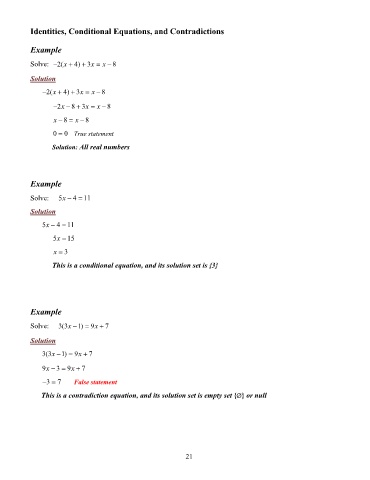 Identities, Conditional Equations, and Contradictions
Example
Solve: −2(x + 4) + 3x = x − 8
Solution
−2(x + 4) + 3x = x − 8
−2x − 8 + 3x = x − 8
x − 8 = x − 8
0 = 0 True statement
Solution: All real numbers
Example
Solve: 5x − 4 = 11
Solution
5x − 4 = 11
5x = 15
x = 3
This is a conditional equation, and its solution set is {3}
Example
Solve: 3(3x − 1) = 9x + 7
Solution
3(3x − 1) = 9x + 7
9x − 3 = 9x + 7
−3 = 7 False statement
This is a contradiction equation, and its solution set is empty set {∅} or null
21